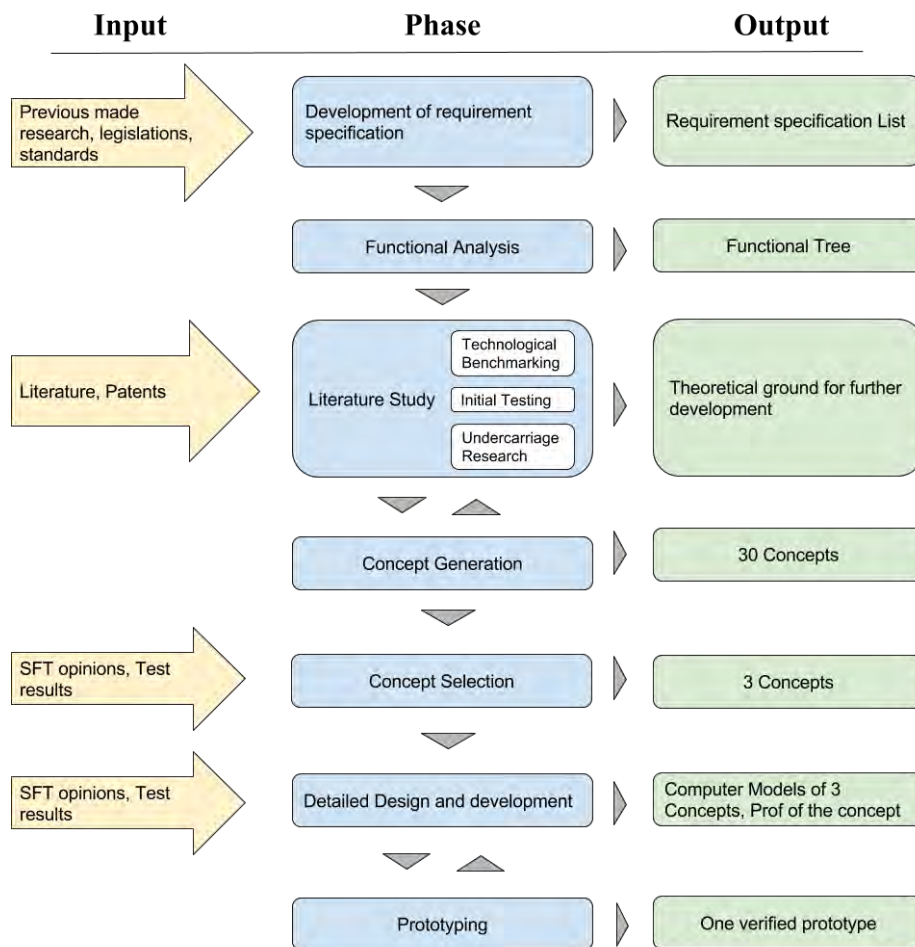 Input Phase Output
Previous made
research, legislations,
standards
Development of requirement
specification
Requirement specification List
Functional Analysis
Functional Tree
Literature, Patents
Literature Study
Technological
Benchmarking
Initial Testing
Undercarriage
Research
Theoretical ground for further
development
Concept Generation
30 Concepts
SFT opinions, Test
results
Concept Selection
3 Concepts
SFT opinions, Test
results
Detailed Design and development
Computer Models of 3
Concepts, Prof of the concept
Prototyping
One verified prototype